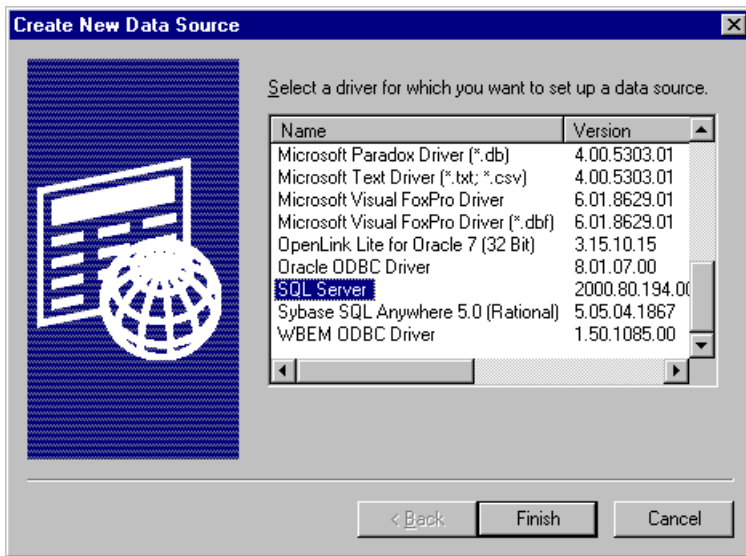 Create New Data Source
Select a driver for which you want to set up a data source.
Name Version
Microsoft Paradox Driver (*.db) 4.00.5303.01
Microsoft Text Driver (*.txt; *.csv) 4.00.5303.01
Microsoft Visual FoxPro Driver 6.01.8629.01
Microsoft Visual FoxPro Driver (*.dbf) 6.01.8629.01
OpenLink Lite for Oracle 7 (32 Bit) 3.15.10.15
Oracle ODBC Driver 8.01.07.00
SQL Server 2000.80.194.00
Sybase SQL Anywhere 5.0 (Rational) 5.05.04.1867
WBEM ODBC Driver 1.50.1085.00
< Back Finish Cancel